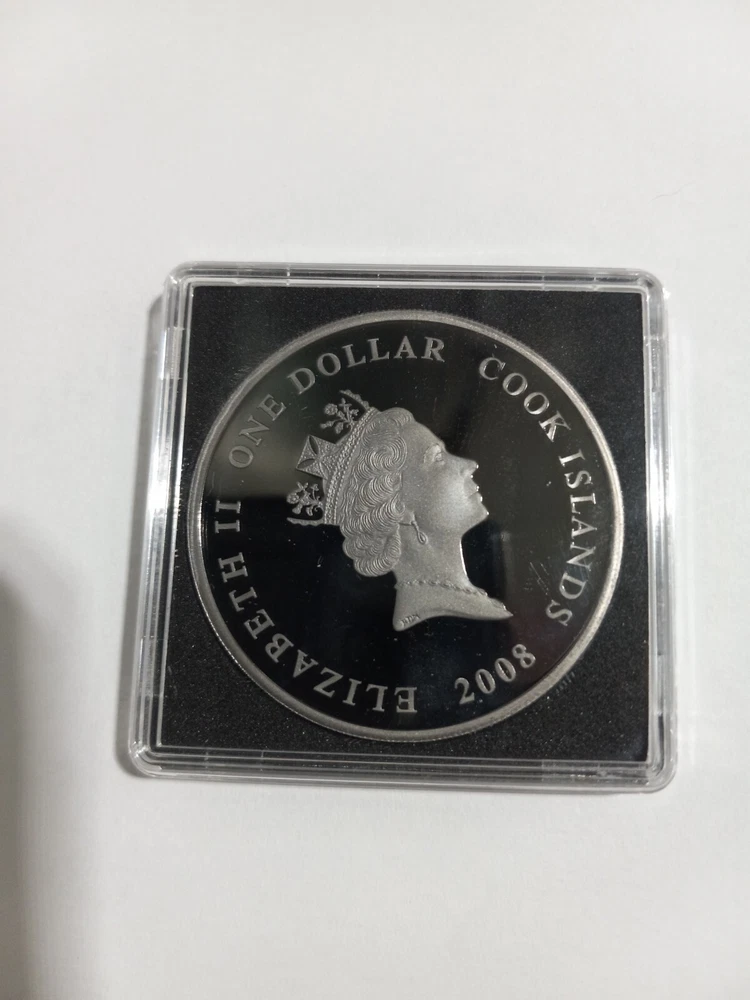 ELIZABETH II ONE DOLLAR COOK ISLANDS
2008